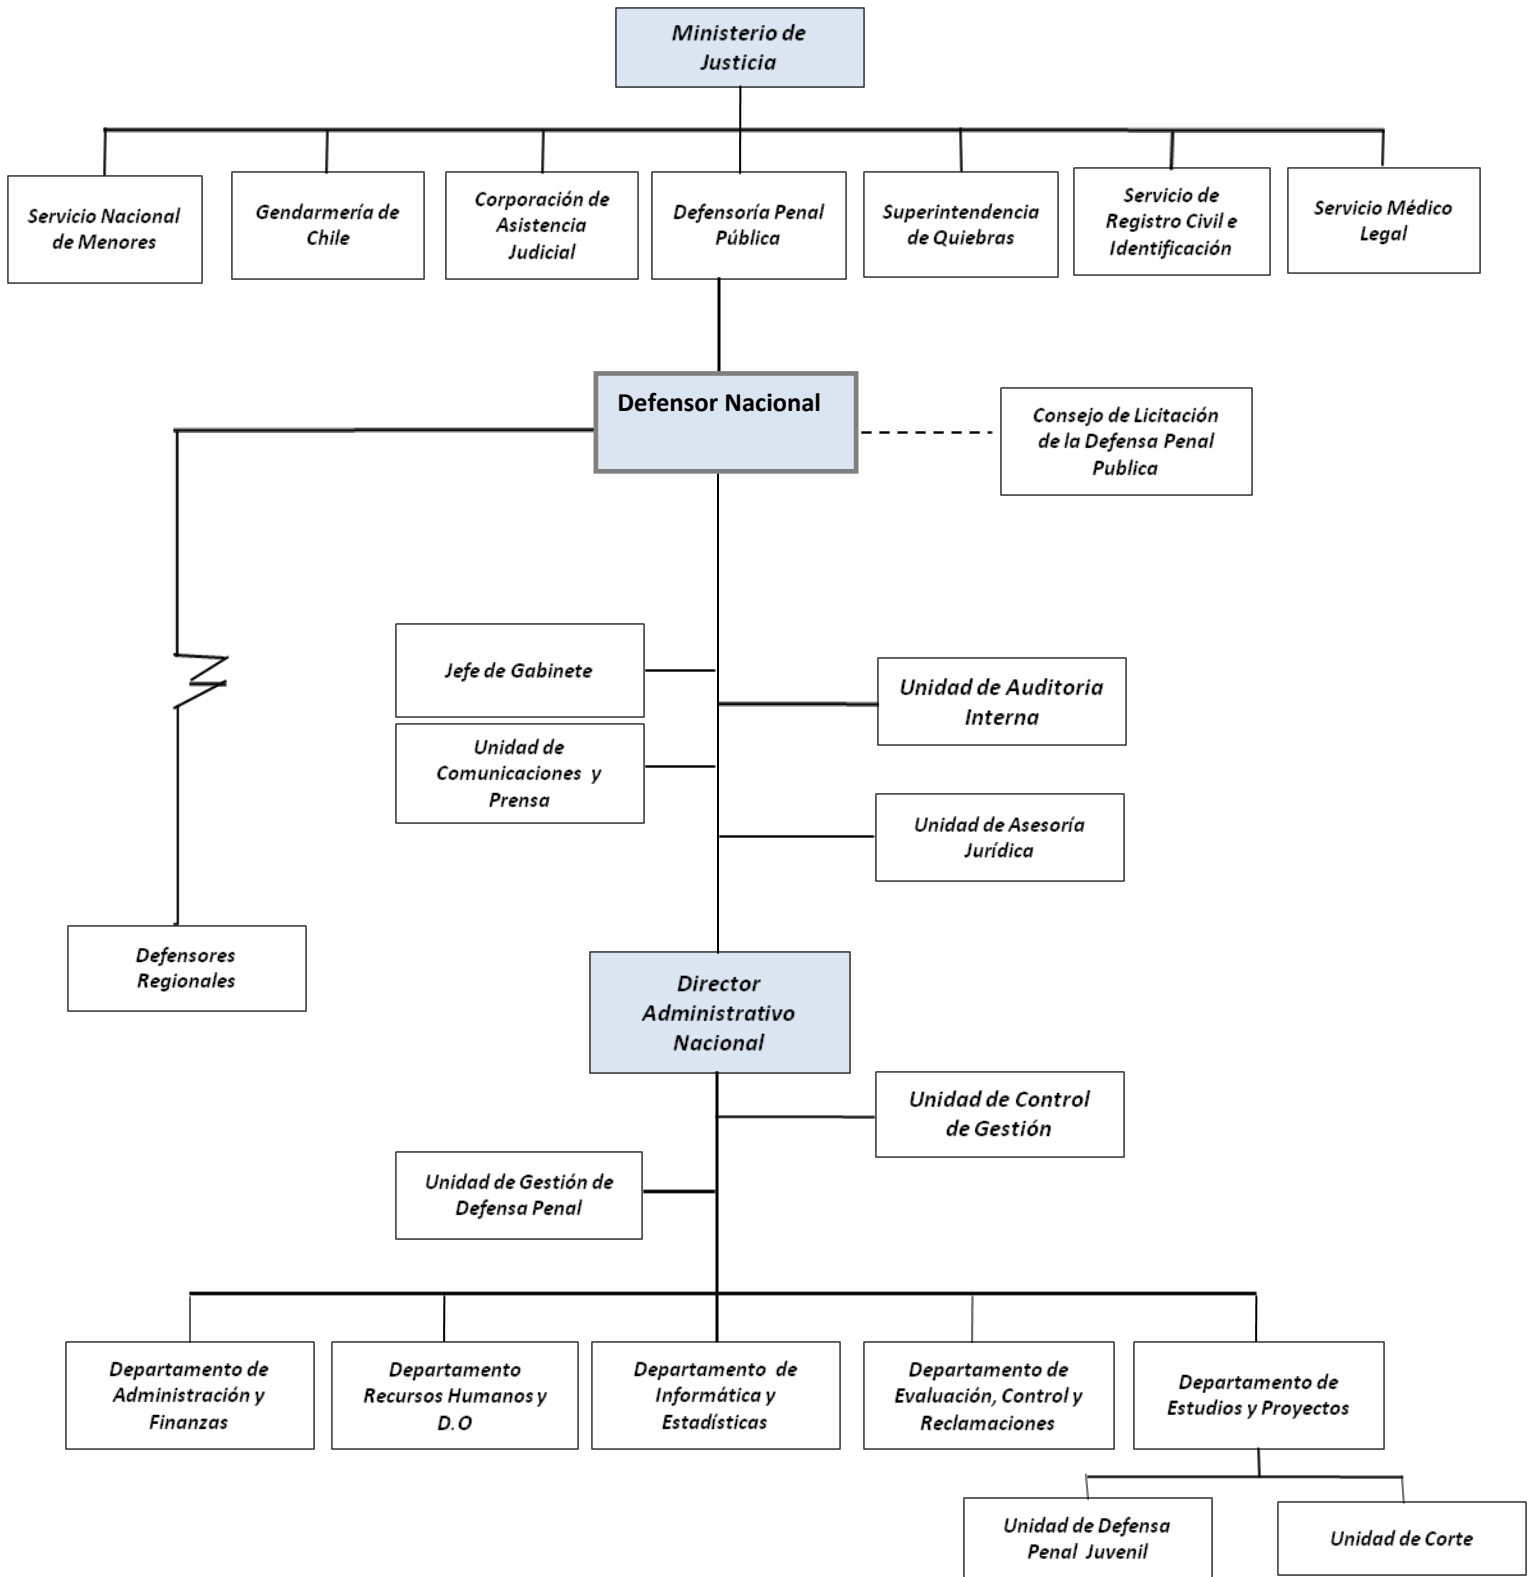 Ministerio de
Justicia
Servicio Nacional
de Menores
Gendarmería de
Chile
Corporación de
Asistencia
Judicial
Defensoría Penal
Pública
Superintendencia
de Quiebras
Servicio de
Registro Civil e
Identificación
Servicio Médico
Legal
Defensor Nacional
Consejo de Licitación
de la Defensa Penal
Publica
Jefe de Gabinete
Unidad de Auditoria
Interna
Unidad de
Comunicaciones y
Prensa
Unidad de Asesoría
Jurídica
Defensores
Regionales
Director
Administrativo
Nacional
Unidad de Control
de Gestión
Unidad de Gestión de
Defensa Penal
Departamento de
Administración y
Finanzas
Departamento
Recursos Humanos y
D.O
Departamento de
Informática y
Estadísticas
Departamento de
Evaluación, Control y
Reclamaciones
Departamento de
Estudios y Proyectos
Unidad de Defensa
Penal Juvenil
Unidad de Corte